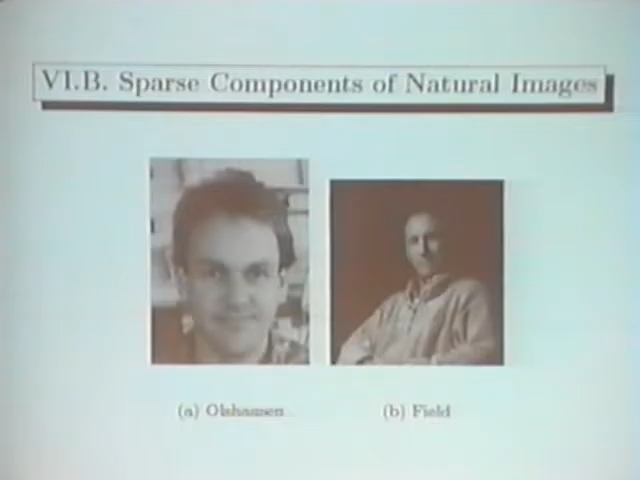 VI.B. Sparse Components of Natural Images
(a) Olshausen
(b) Field